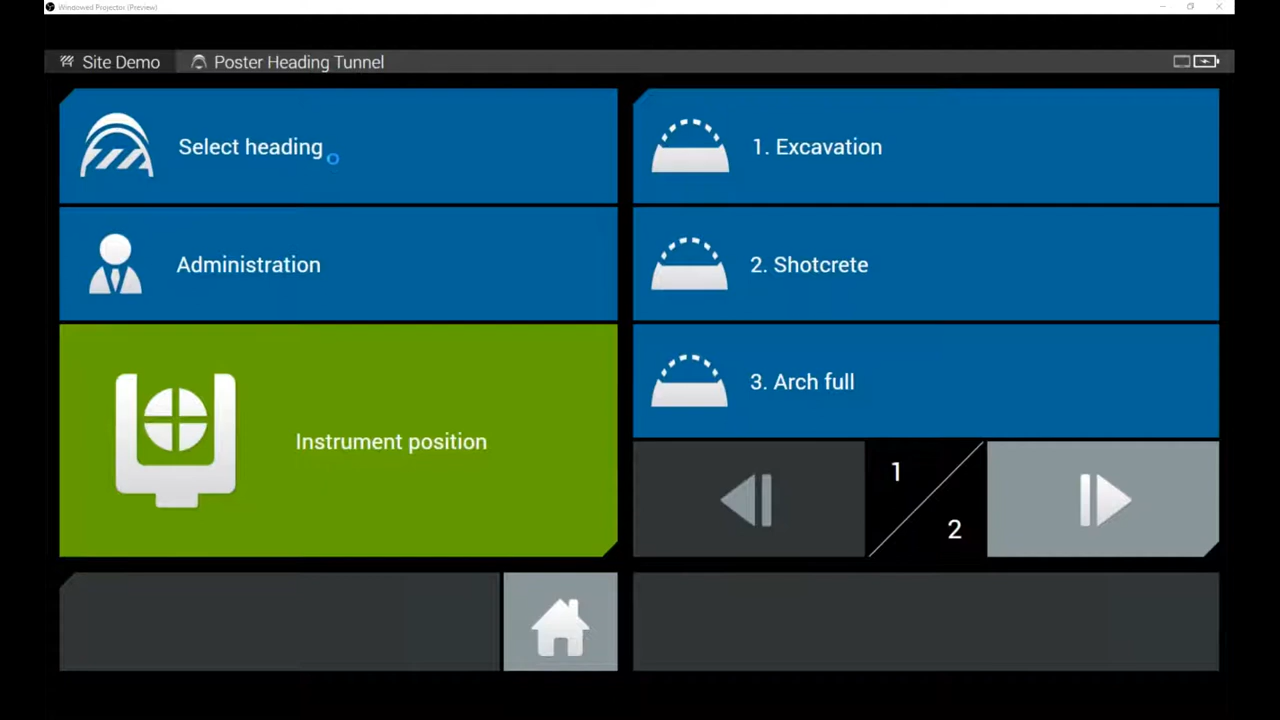 Windowed Projector (Preview)
Site Demo
Poster Heading Tunnel
Select heading
Administration
Instrument position
1. Excavation
2. Shotcrete
3. Arch full
1
2